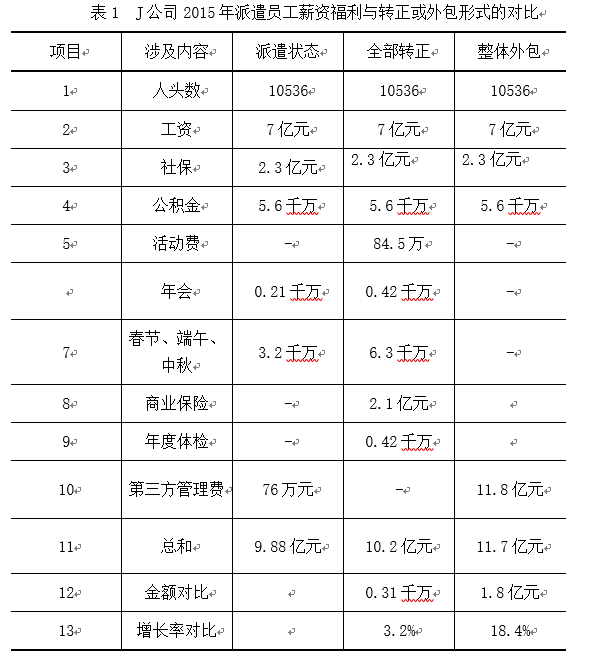 表 1 J 公司 2015 年派遣员工薪资福利与转正或外包形式的对比
项目 涉及内容 派遣状态 全部转正 整体外包
1 人头数 10536 10536 10536
2 工资 7 亿元 7 亿元 7 亿元
3 社保 2.3 亿元 2.3 亿元 2.3 亿元
4 公积金 5.6 千万 5.6 千万 5.6 千万
5 活动费 - 84.5 万 -
年会 0.21 千万 0.42 千万 -
7 春节、端午、
中秋 3.2 千万 6.3 千万 -
8 商业保险 - 2.1 亿元
9 年度体检 - 0.42 千万
10 第三方管理费 76 万元 - 11.8 亿元
11 总和 9.88 亿元 10.2 亿元 11.7 亿元
12 金额对比 0.31 千万 1.8 亿元
13 增长率对比 3.2% 18.4%